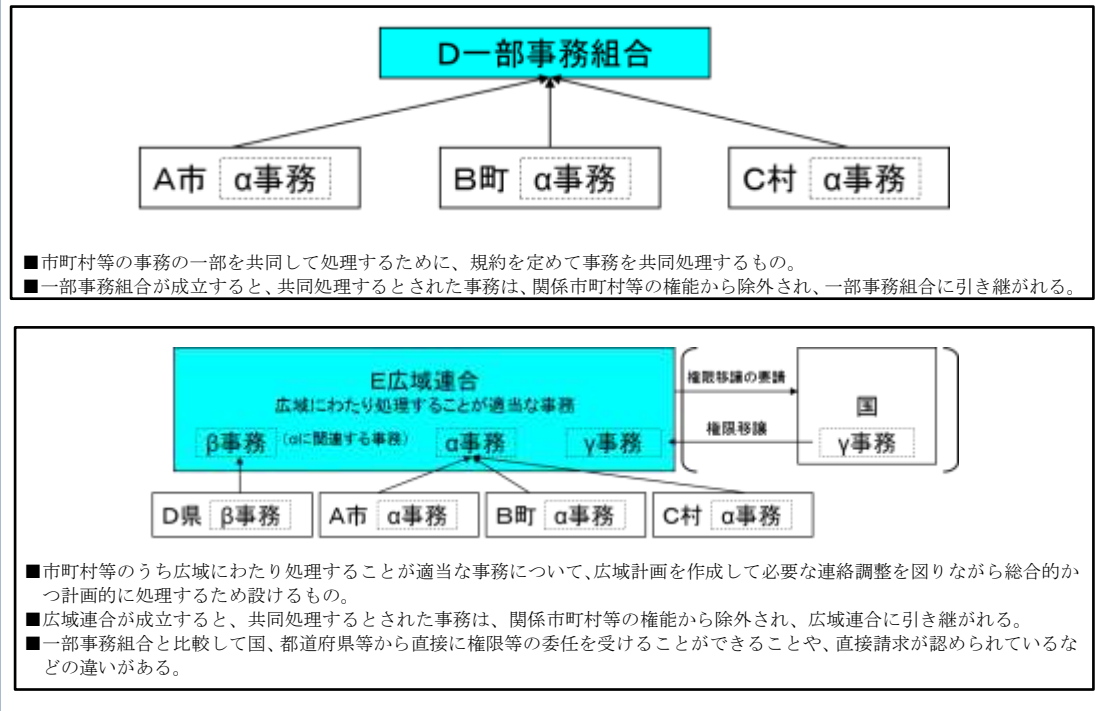 D一部事務組合
A市 α事務
B町 α事務
C村 α事務
■市町村等の事務の一部を共同して処理するために、規約を定めて事務を共同処理するもの。
■一部事務組合が成立すると、共同処理するとされた事務は、関係市町村等の権能から除外され、一部事務組合に引き継がれる。
E広域連合
広域にわたり処理することが適当な事務
β事務 (αに関連する事務) α事務 γ事務
権限移譲の要請
権限移譲
国
γ事務
D県 β事務
A市 α事務
B町 α事務
C村 α事務
■市町村等のうち広域にわたり処理することが適当な事務について、広域計画を作成して必要な連絡調整を図りながら総合的か
つ計画的に処理するため設けるもの。
■広域連合が成立すると、共同処理するとされた事務は、関係市町村等の権能から除外され、広域連合に引き継がれる。
■一部事務組合と比較して国、都道府県等から直接に権限等の委任を受けることができることや、直接請求が認められているな
どの違いがある。